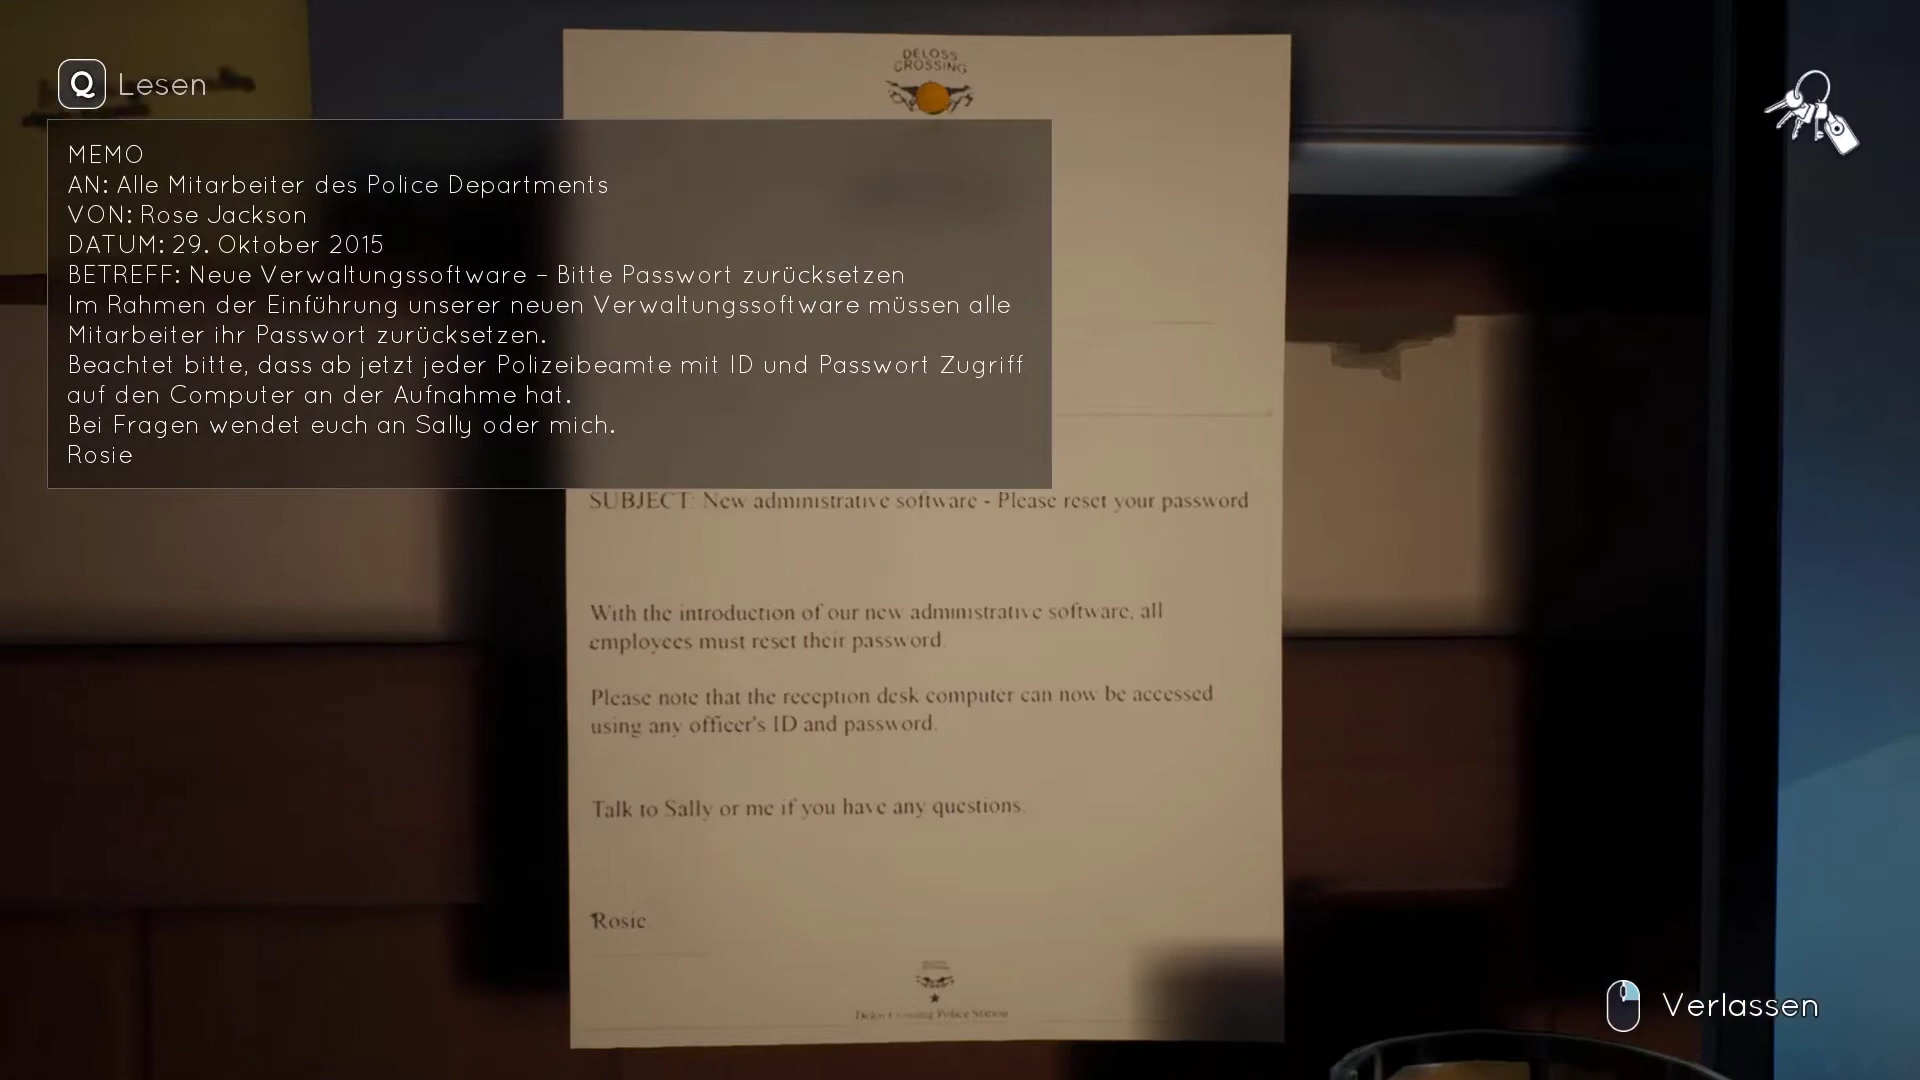 DELOSS
CROSSING
Q Lesen
MEMO
AN: Alle Mitarbeiter des Police Departments
VON: Rose Jackson
DATUM: 29. Oktober 2015
BETREFF: Neue Verwaltungssoftware – Bitte Passwort zurücksetzen
Im Rahmen der Einführung unserer neuen Verwaltungssoftware müssen alle
Mitarbeiter ihr Passwort zurücksetzen.
Beachtet bitte, dass ab jetzt jeder Polizeibeamte mit ID und Passwort Zugriff
auf den Computer an der Aufnahme hat.
Bei Fragen wendet euch an Sally oder mich.
Rosie
SUBJECT: New administrative software - Please reset your password
With the introduction of our new administrative software, all
employees must reset their password.
Please note that the reception desk computer can now be accessed
using any officer's ID and password.
Talk to Sally or me if you have any questions.
Rosie
Police Station
Verlassen